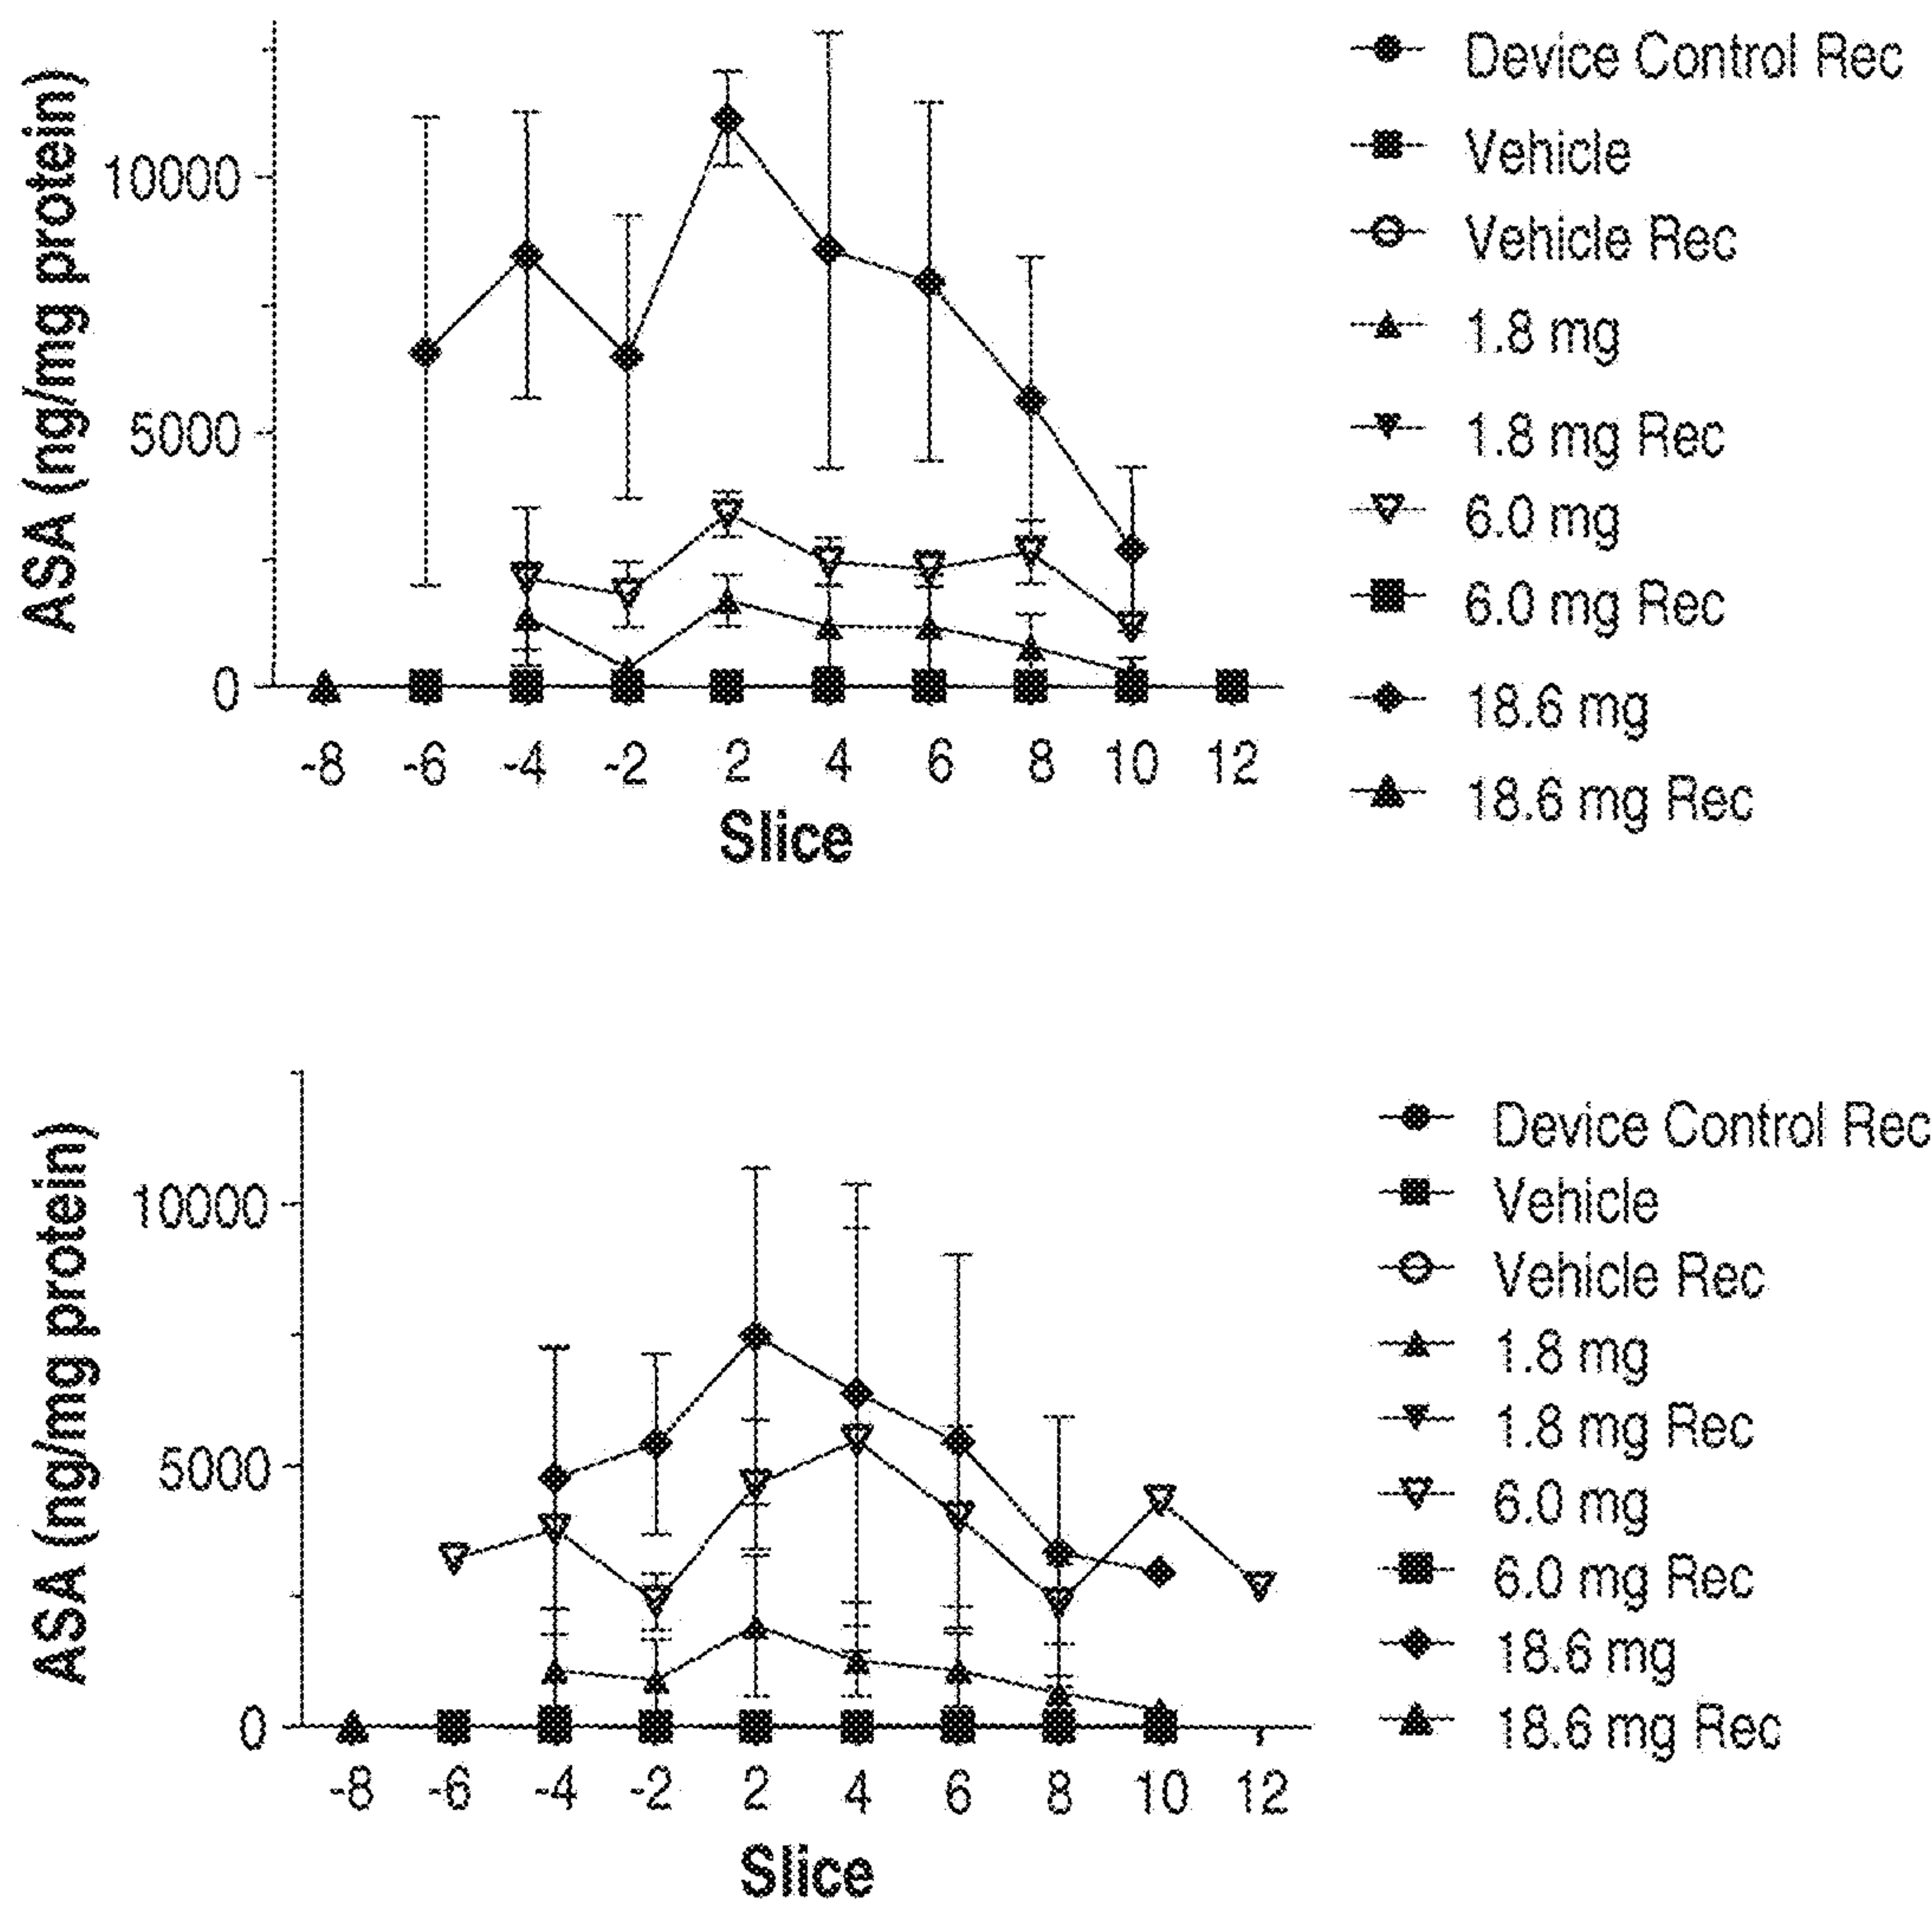 ASA (ng/mg protein)
10000
5000
0
-8 -6 -4 -2 2 4 6 8 10 12
Slice
Device Control Rec
Vehicle
Vehicle Rec
1.8 mg
1.8 mg Rec
6.0 mg
6.0 mg Rec
18.6 mg
18.6 mg Rec
ASA (ng/mg protein)
10000
5000
0
-8 -6 -4 -2 2 4 6 8 10 12
Slice
Device Control Rec
Vehicle
Vehicle Rec
1.8 mg
1.8 mg Rec
6.0 mg
6.0 mg Rec
18.6 mg
18.6 mg Rec